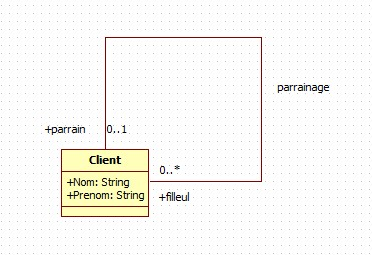 parrainage
+parrain 0..1
Client
0..*
+Nom: String
+Prenom: String
+filleul